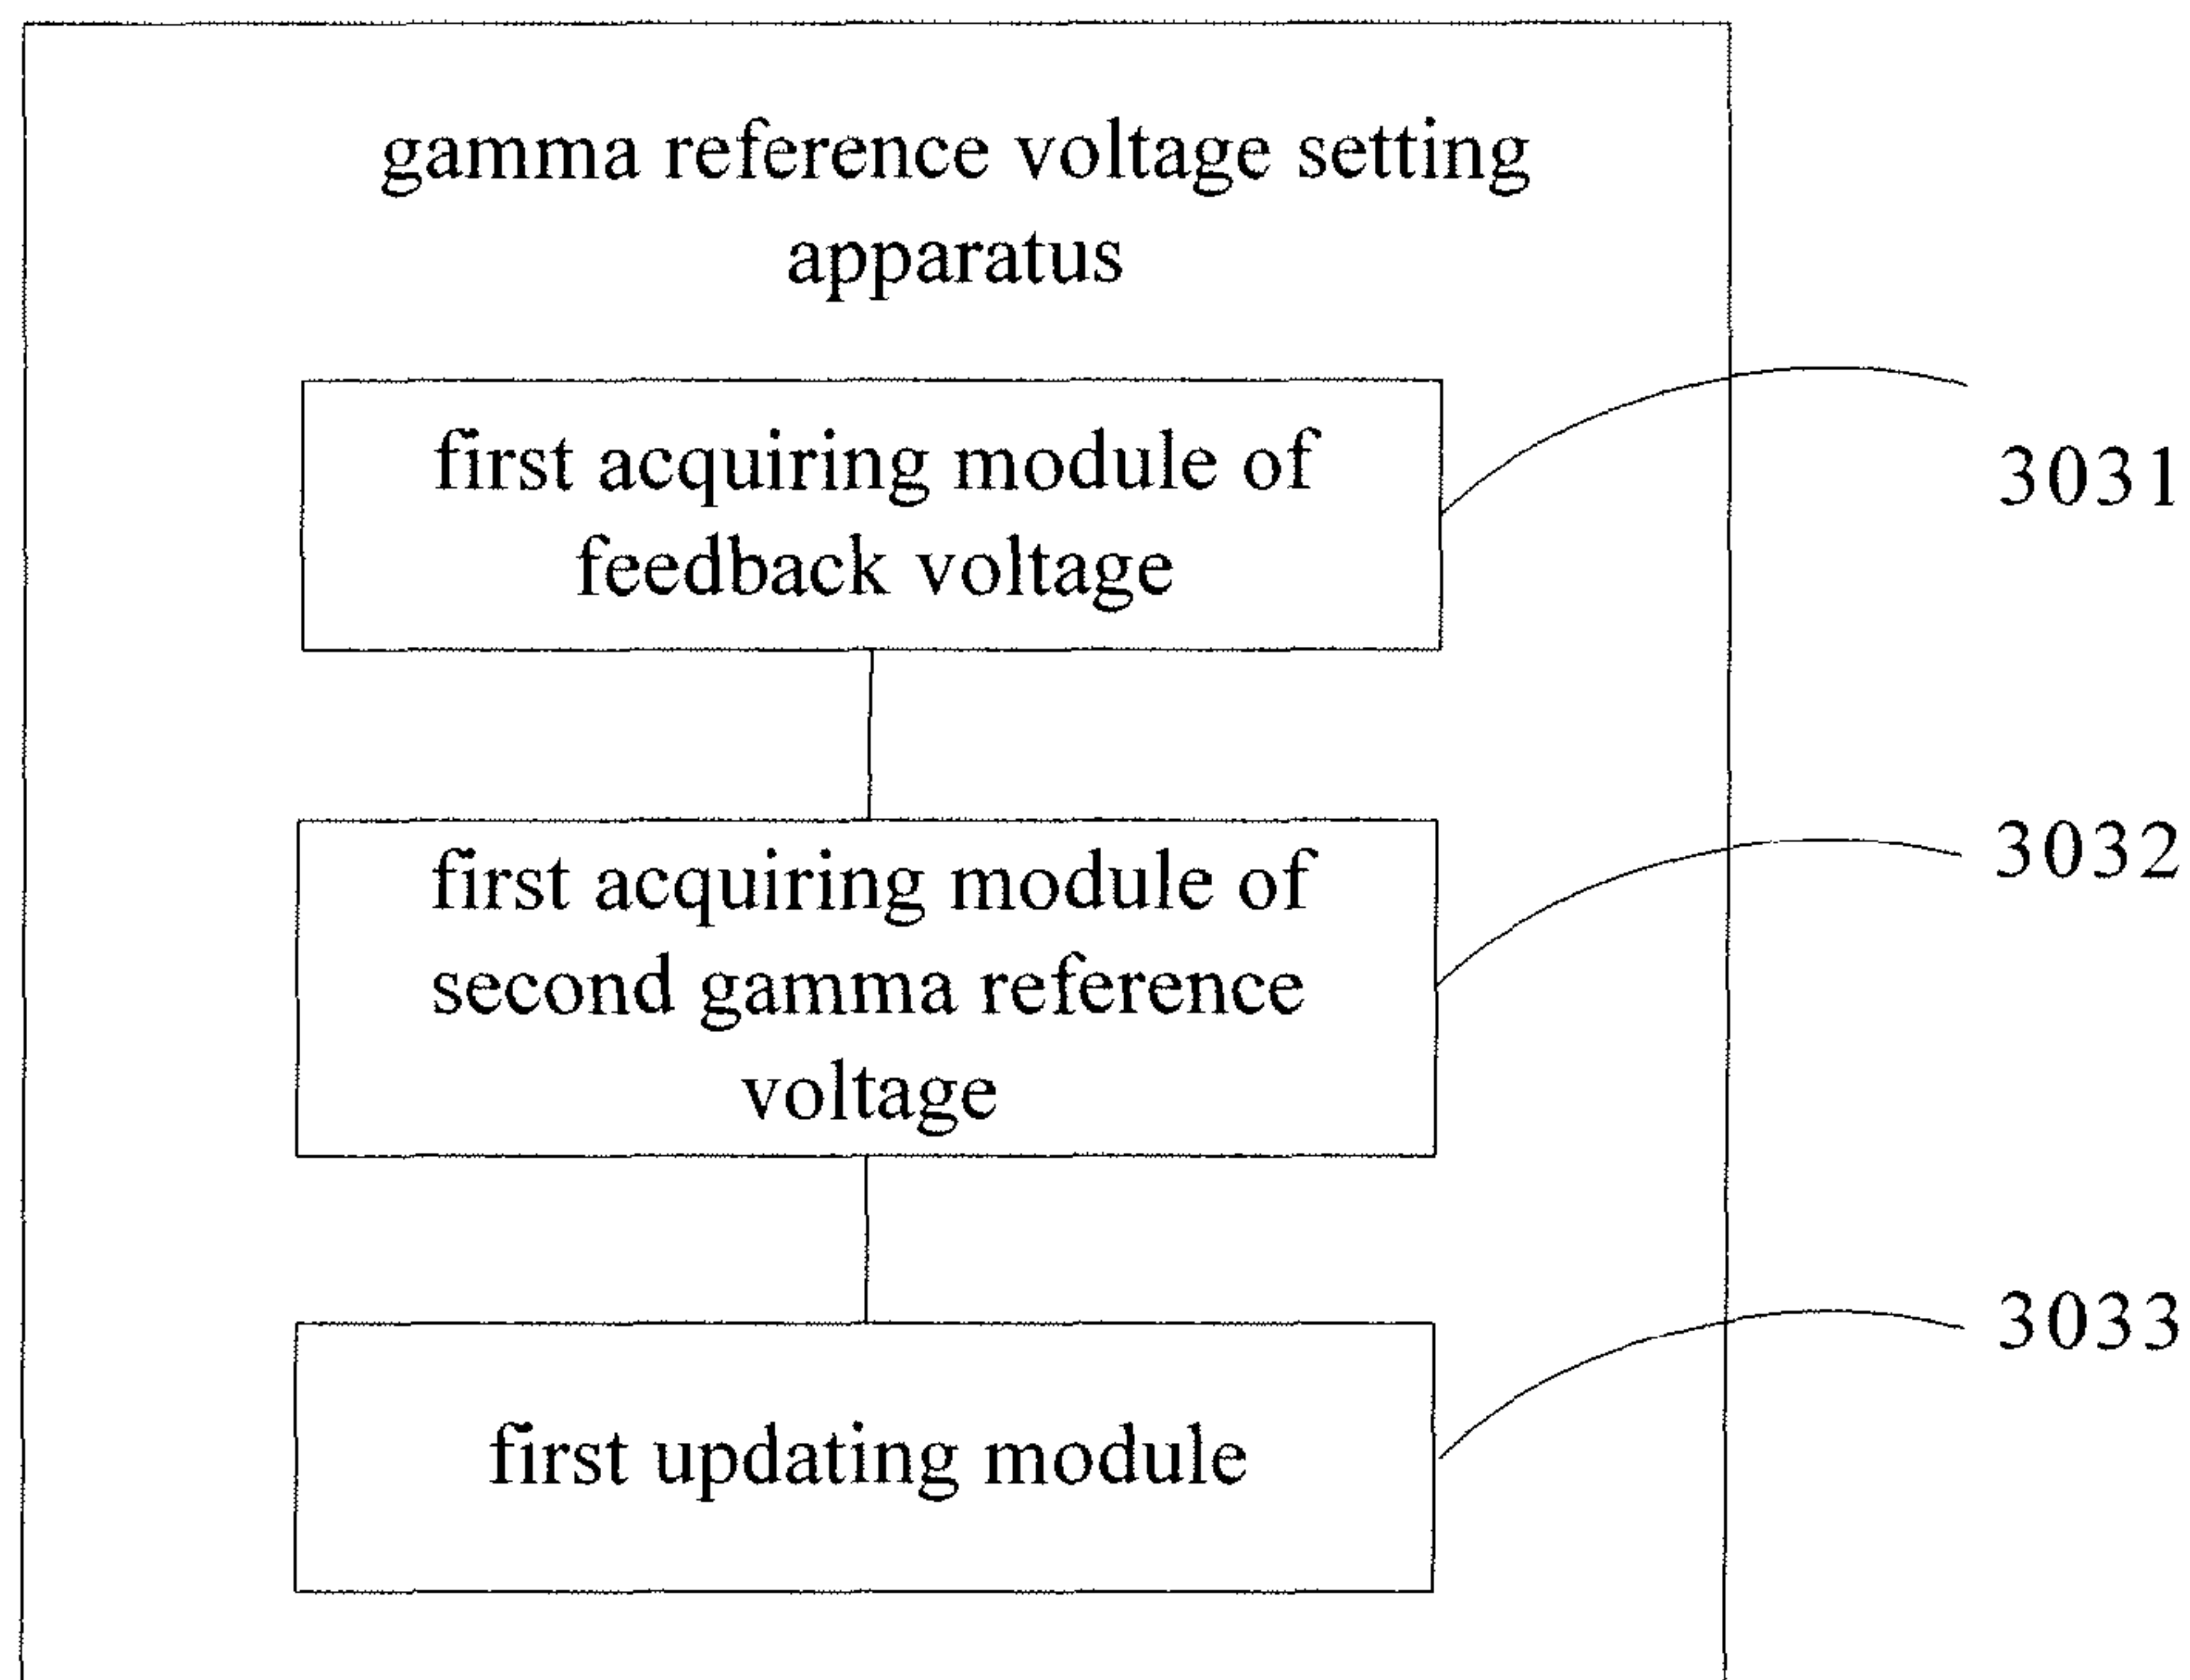 gamma reference voltage setting
apparatus
first acquiring module of
feedback voltage
3031
first acquiring module of
second gamma reference
voltage
3032
first updating module
3033